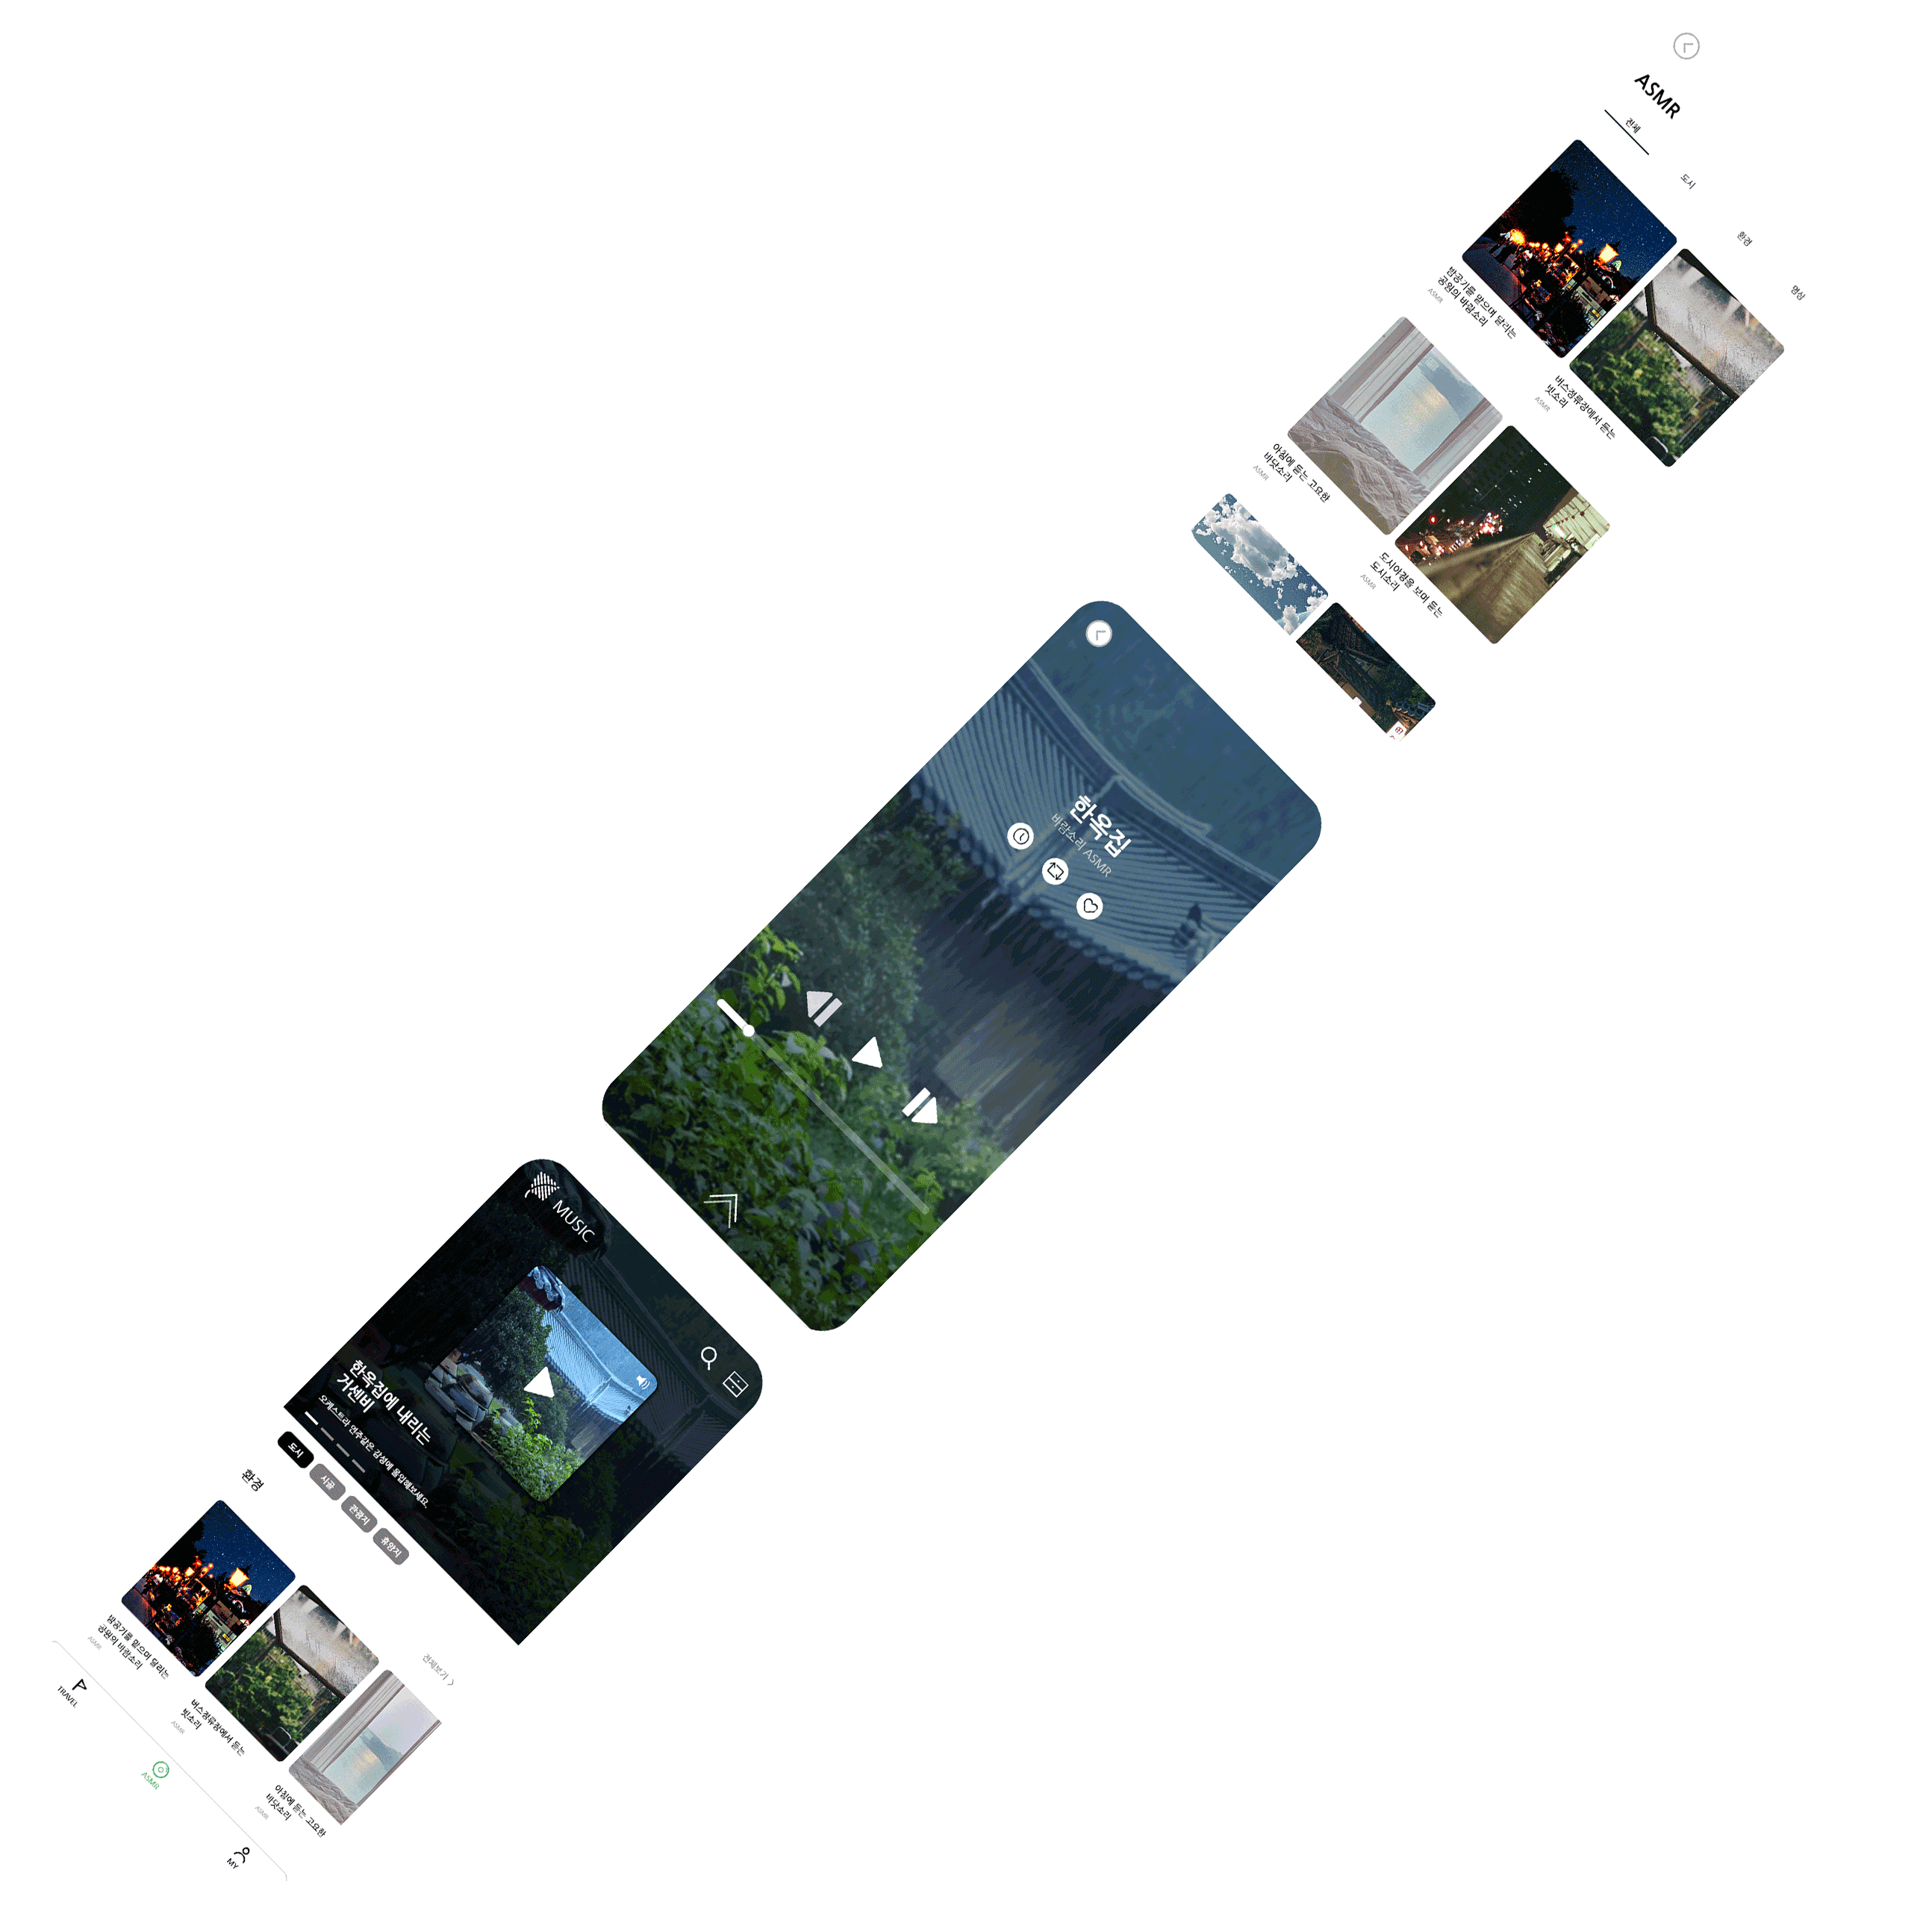 MUSIC
한옥집에 내리는
거센비
오케스트라 연주같은 감성에 몰입해보세요.
도시
시골
관광지
휴양지
환경
전체보기
밤공기를 맡으며 달리는
공원의 바람소리
ASMR
버스정류장에서 듣는
빗소리
ASMR
아침에 듣는 고요한
바닷소리
ASMR
TRAVEL
ASMR
MY
한옥집
바람소리 ASMR
ASMR
전체
도시
환경
명상
밤공기를 맡으며 달리는
공원의 바람소리
ASMR
버스정류장에서 듣는
빗소리
ASMR
아침에 듣는 고요한
바닷소리
ASMR
도시야경을 보며 듣는
도시소리
ASMR